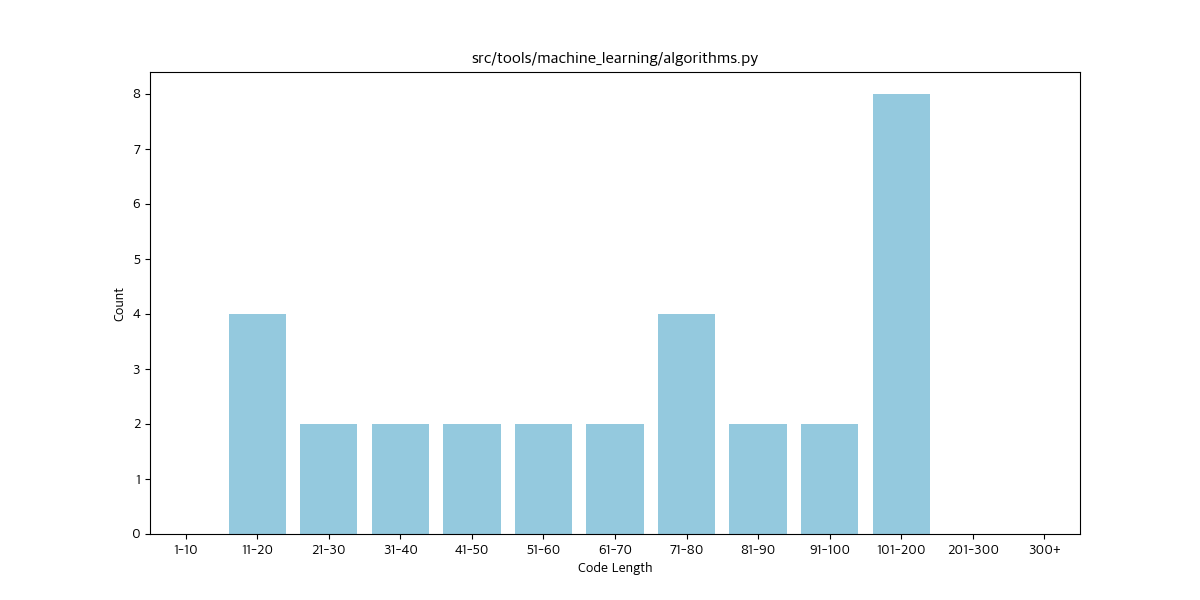 src/tools/machine_learning/algorithms.py
8
7
6
5
4
3
2
1
0
Count
1-10 11-20 21-30 31-40 41-50 51-60 61-70 71-80 81-90 91-100 101-200 201-300 300+
Code Length